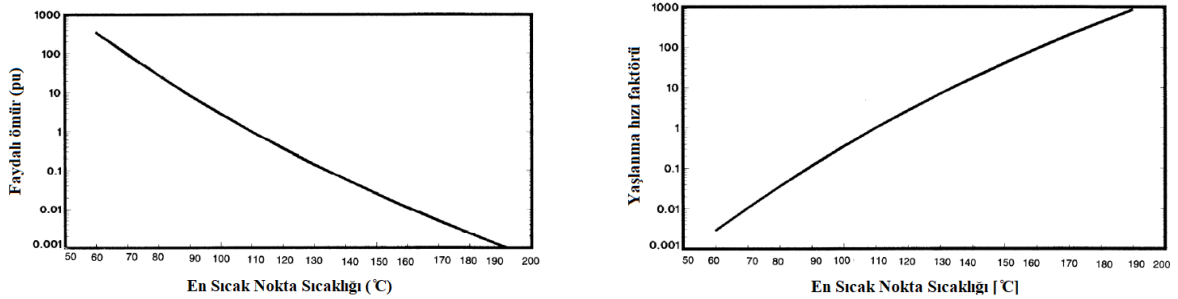 Faydalı ömür (pu)
1000
100
10
1
0.1
0.01
0.001
50 60 70 80 90 100 110 120 130 140 150 160 170 180 190 200
En Sıcak Nokta Sıcaklığı (℃)
Yaşlanma hızı faktörü
1000
100
10
1
0.1
0.01
0.001
50 60 70 80 90 100 110 120 130 140 150 160 170 180 190 200
En Sıcak Nokta Sıcaklığı [℃]